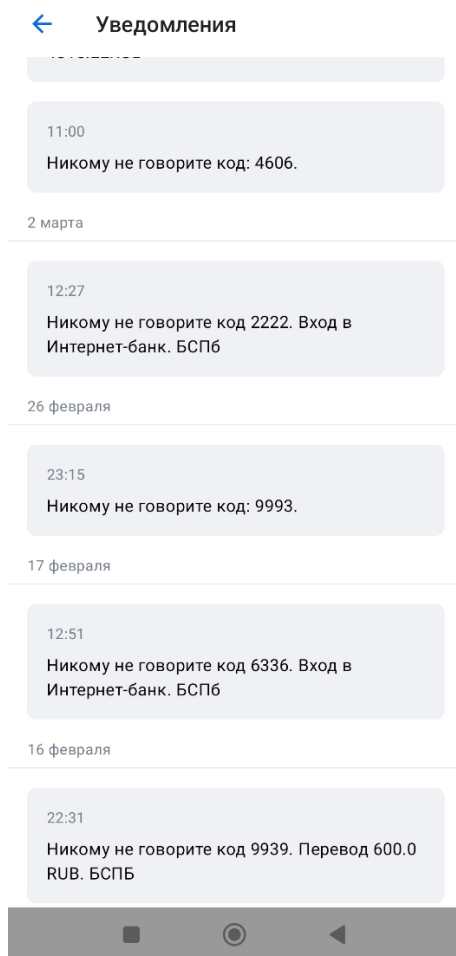 Уведомления
11:00
Никому не говорите код: 4606.
2 марта
12:27
Никому не говорите код 2222. Вход в
Интернет-банк. БСПб
26 февраля
23:15
Никому не говорите код: 9993.
17 февраля
12:51
Никому не говорите код 6336. Вход в
Интернет-банк. БСПб
16 февраля
22:31
Никому не говорите код 9939. Перевод 600.0
RUB. БСПБ